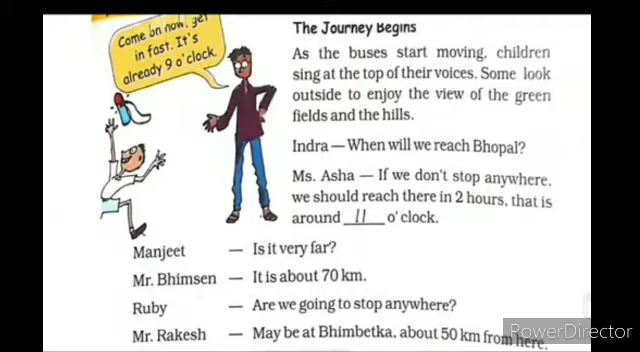 Come on now, get
in fast. It's
already 9 o'clock.
The Journey Begins
As the buses start moving, children
sing at the top of their voices. Some look
outside to enjoy the view of the green
fields and the hills.
Indra — When will we reach Bhopal?
Ms. Asha — If we don't stop anywhere,
we should reach there in 2 hours, that is
around 11 o'clock.
Manjeet — Is it very far?
Mr. Bhimsen — It is about 70 km.
Ruby — Are we going to stop anywhere?
Mr. Rakesh — May be at Bhimbetka, about 50 km from here.
PowerDirector